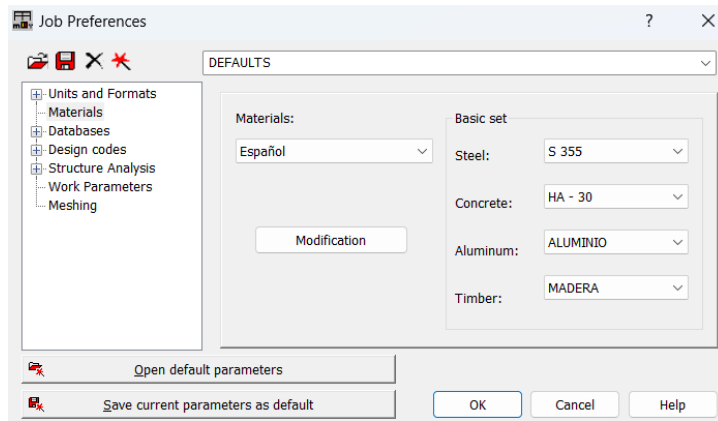 Job Preferences
?
DEFAULTS
Units and Formats
Materials
Databases
Design codes
Structure Analysis
Work Parameters
Meshing
Materials:
Español
Modification
Basic set
Steel:
S 355
Concrete:
HA - 30
Aluminum:
ALUMINIO
Timber:
MADERA
Open default parameters
Save current parameters as default
OK
Cancel
Help